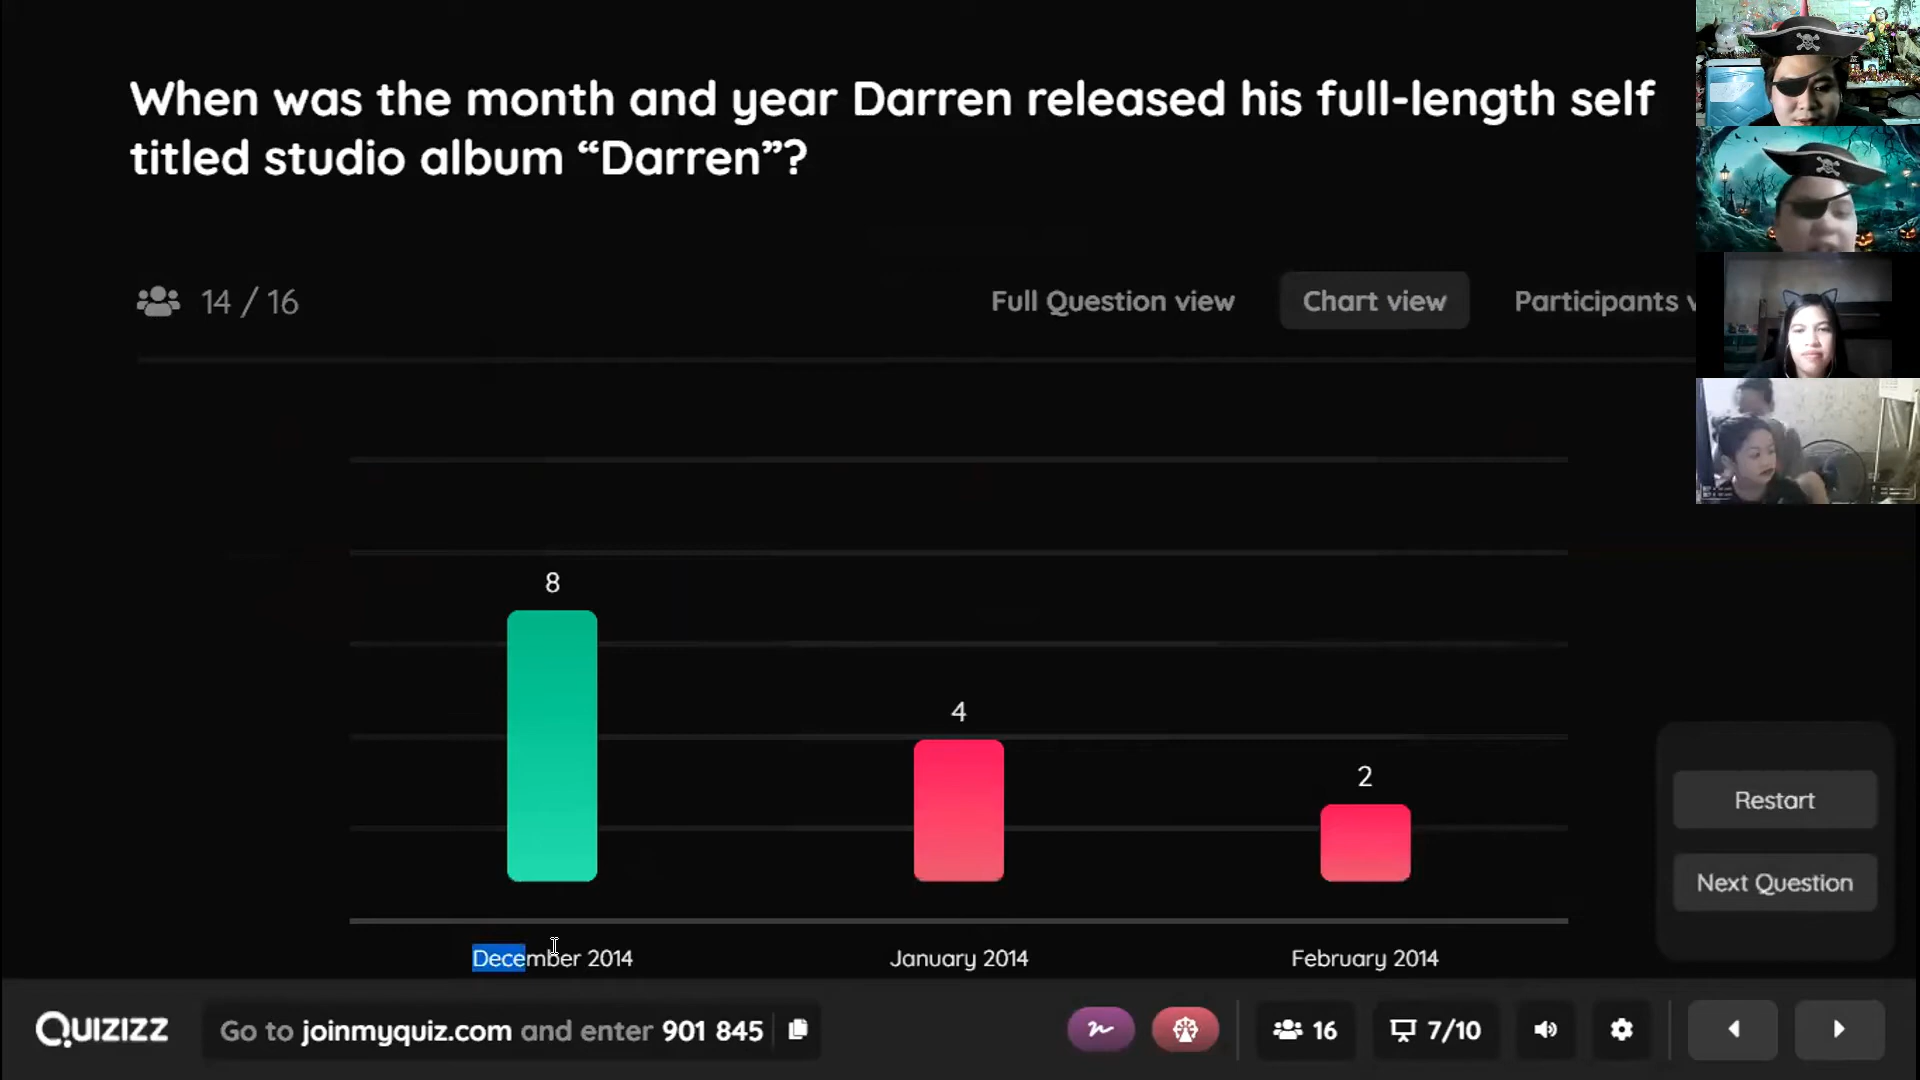 When was the month and year Darren released his full-length self
titled studio album “Darren”?
14 / 16
Full Question view
Chart view
Participants v
8
4
2
December 2014
January 2014
February 2014
Restart
Next Question
QUIZIZZ
Go to joinmyquiz.com and enter 901 845
16
7/10